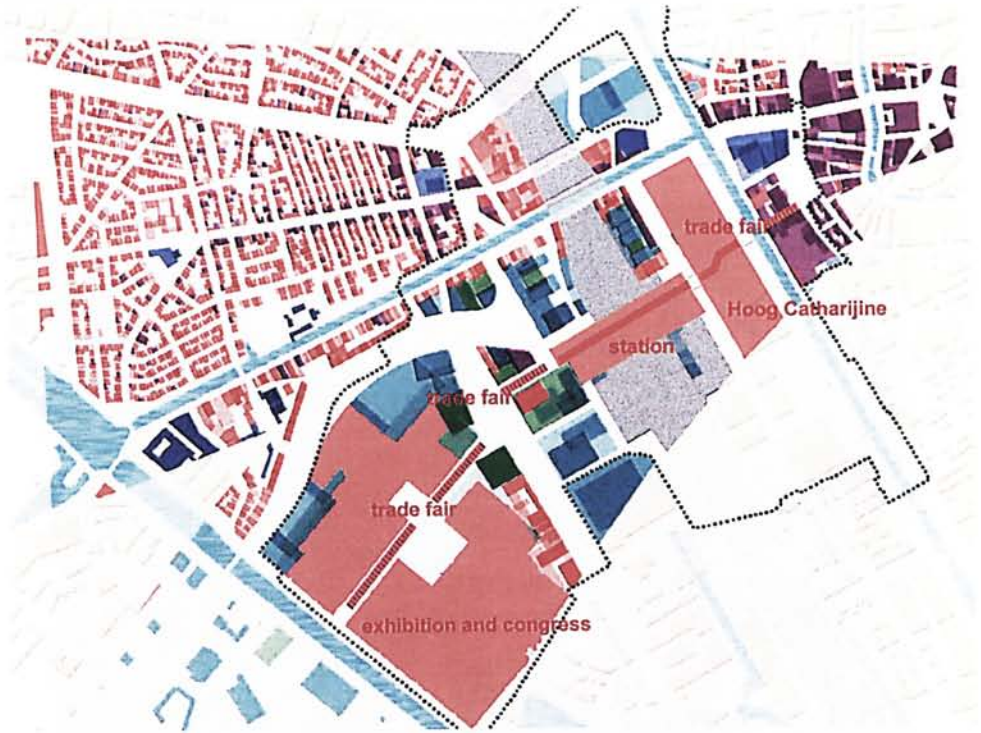 trade fair
Hoog Catharijine
station
trade fair
trade fair
exhibition and congress